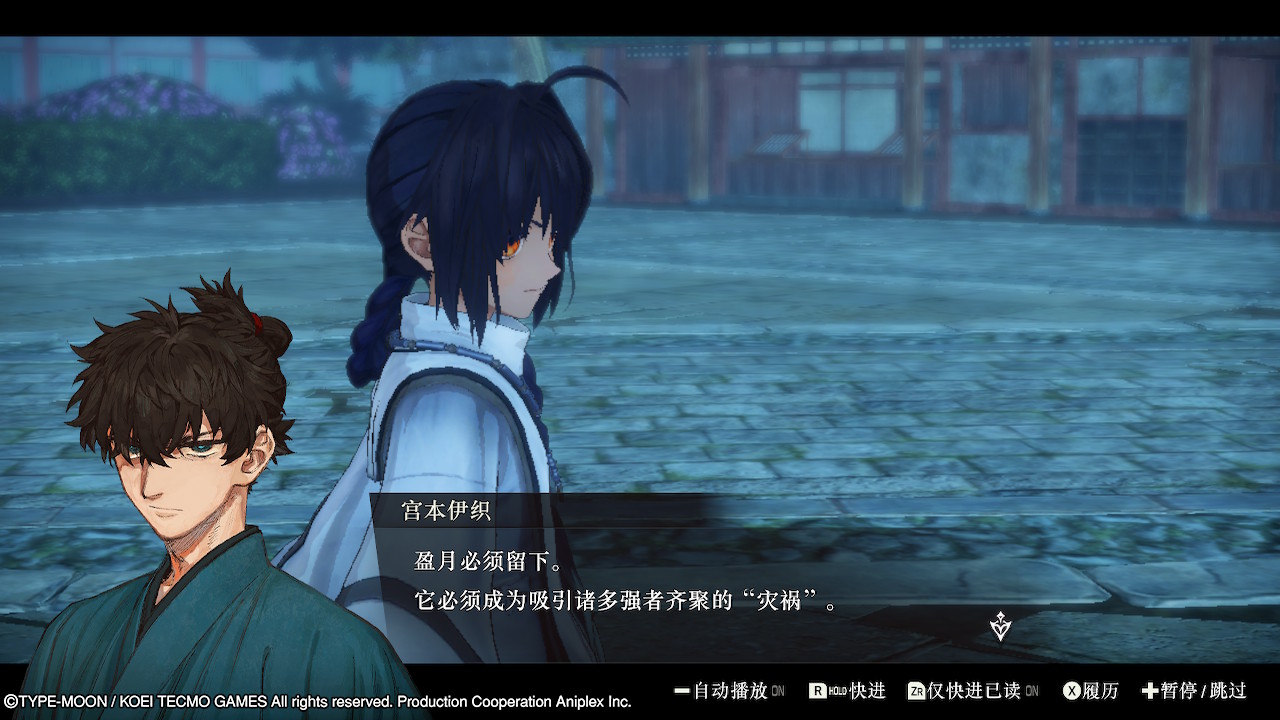 宫本伊织
盈月必须留下。
它必须成为吸引诸多强者齐聚的“灾祸”。
自动播放 ON R HOLD 快进 ZR 仅快进已读 ON X 履历 暂停/跳过
©TYPE-MOON / KOEI TECMO GAMES All rights reserved. Production Cooperation Aniplex Inc.